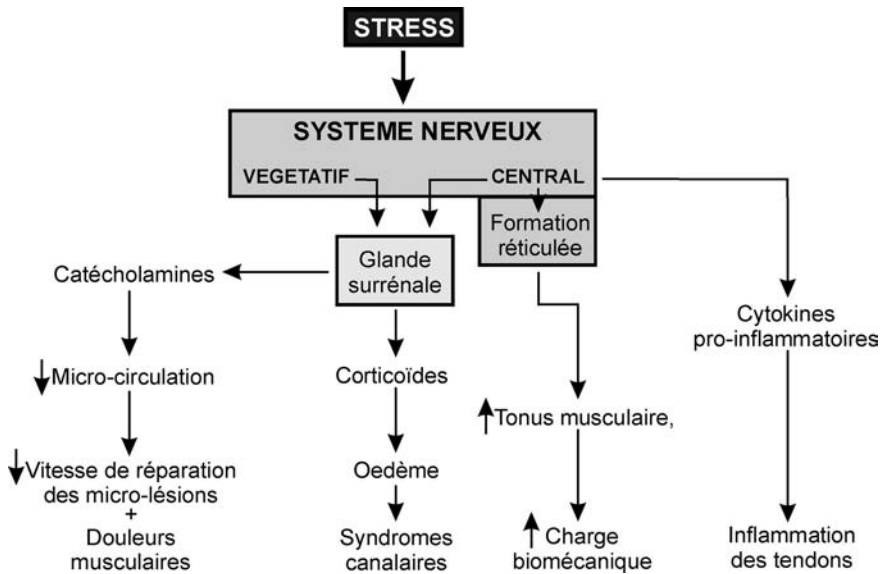 STRESS
SYSTEME NERVEUX
VEGETATIF
CENTRAL
Formation
réticulée
Glande
surrénale
Catécholamines
Cytokines
pro-inflammatoires
Micro-circulation
Corticoïdes
Tonus musculaire,
Vitesse de réparation
des micro-lésions
+
Douleurs
musculaires
Oedème
Syndromes
canalaires
Charge
biomécanique
Inflammation
des tendons